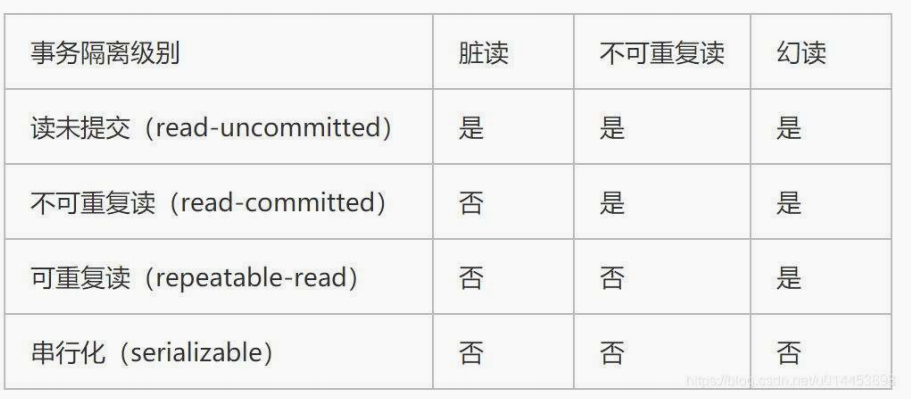 事务隔离级别 脏读 不可重复读 幻读
读未提交（read-uncommitted） 是 是 是
不可重复读（read-committed） 否 是 是
可重复读（repeatable-read） 否 否 是
串行化（serializable） 否 否 否
https://blog.csdn.net/u014453898